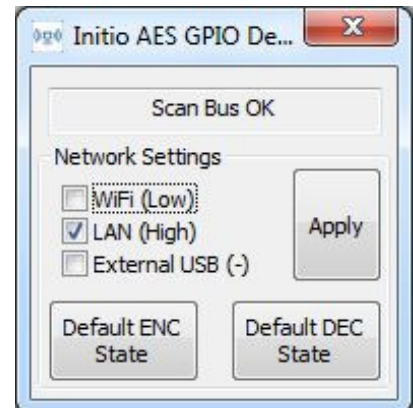 Initio AES GPIO De...
Scan Bus OK
Network Settings
WiFi (Low)
LAN (High)
External USB (-)
Apply
Default ENC
State
Default DEC
State